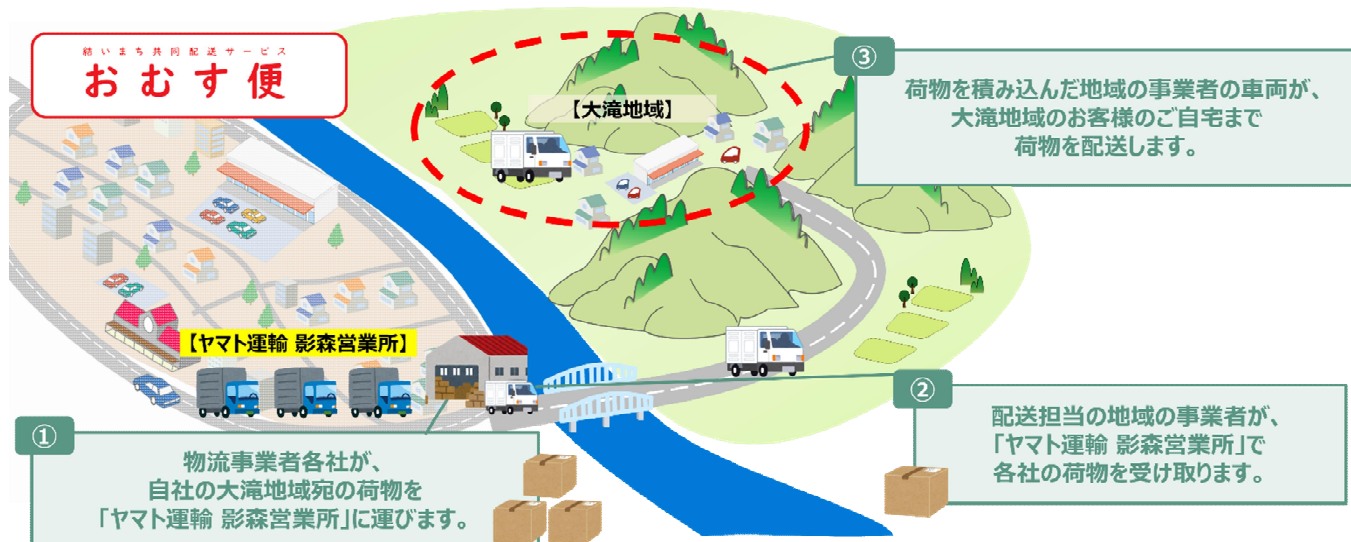 結いまち共同配送サービス
おむす便
【大滝地域】
③
荷物を積み込んだ地域の事業者の車両が、
大滝地域のお客様のご自宅まで
荷物を配送します。
【ヤマト運輸 影森営業所】
②
配送担当の地域の事業者が、
「ヤマト運輸 影森営業所」で
各社の荷物を受け取ります。
①
物流事業者各社が、
自社の大滝地域宛の荷物を
「ヤマト運輸 影森営業所」に運びます。